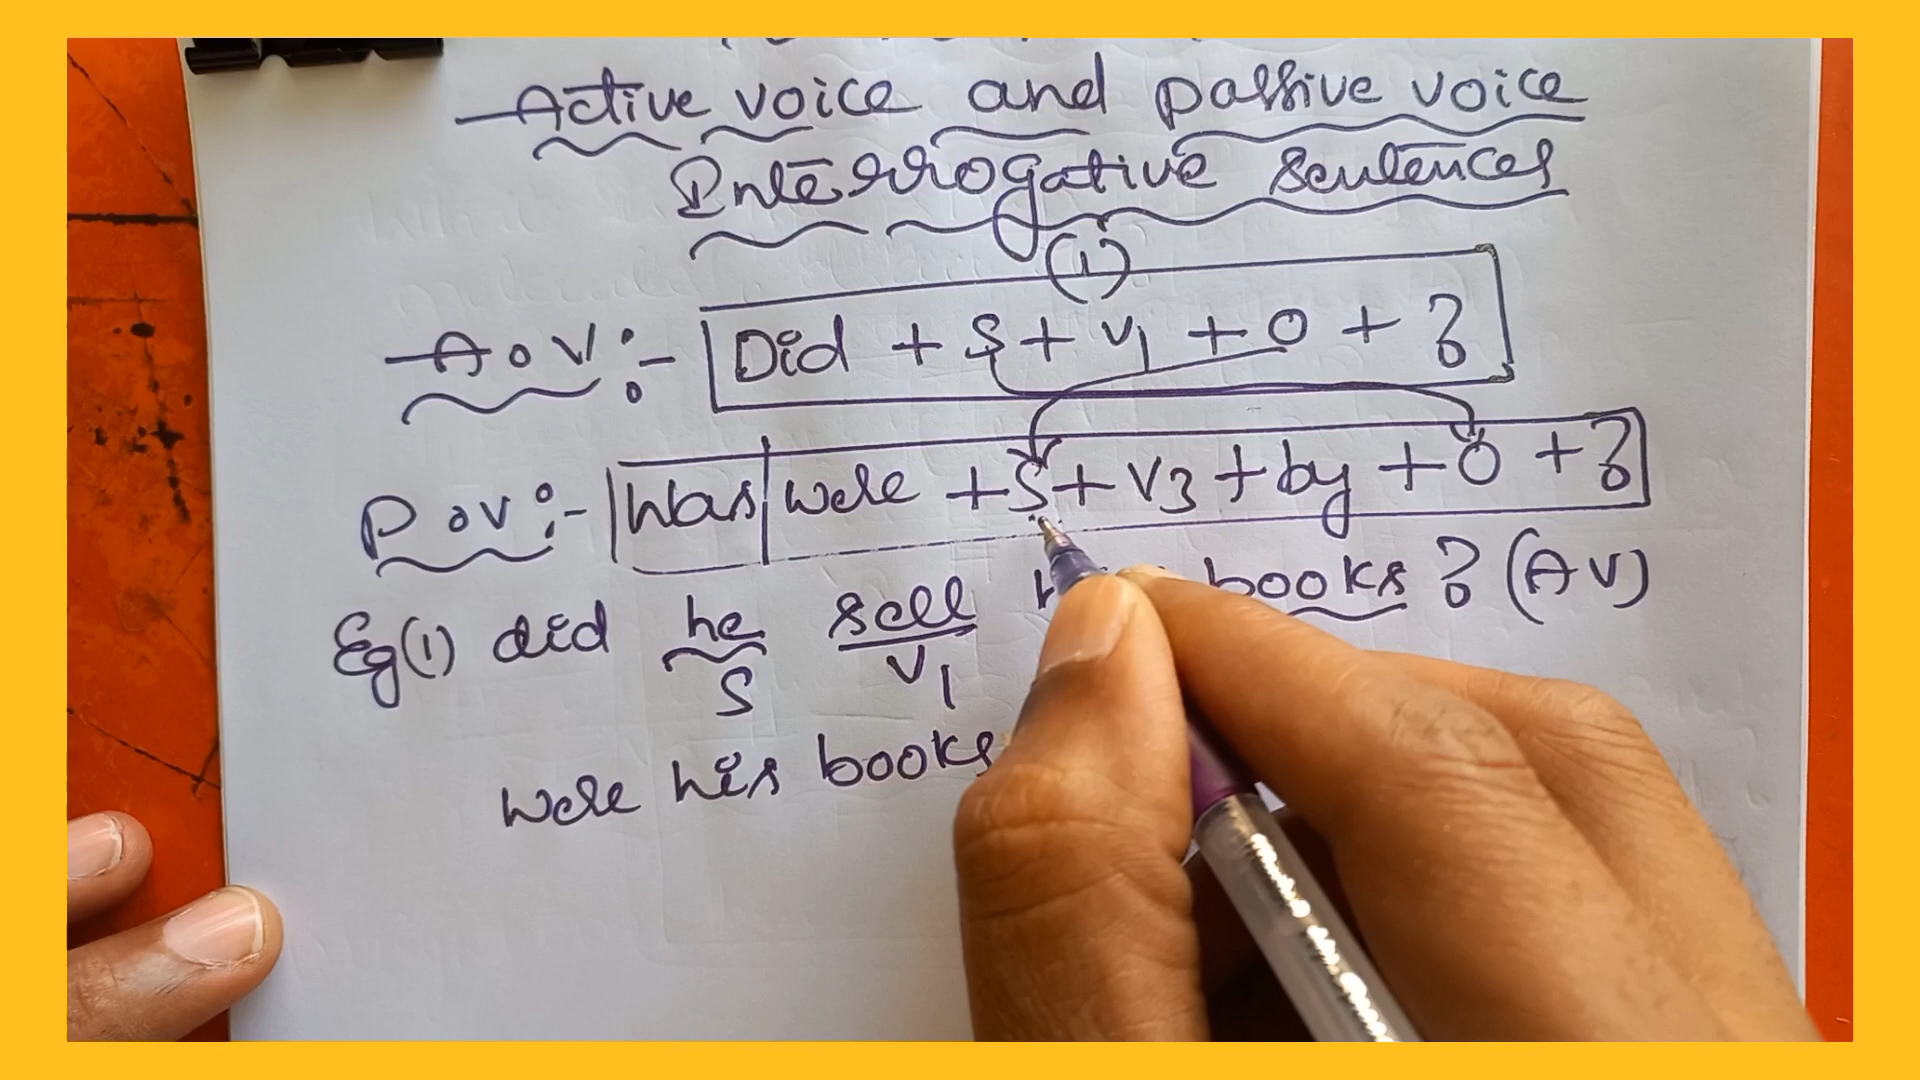 Active voice and passive voice
Interrogative sentences
(1)
A.V:- Did + S + V1 + O + ?
P.V:- Was/were + S + V3 + by + O + ?
Eg(1) did he sell books? (AV)
S V1
were his books